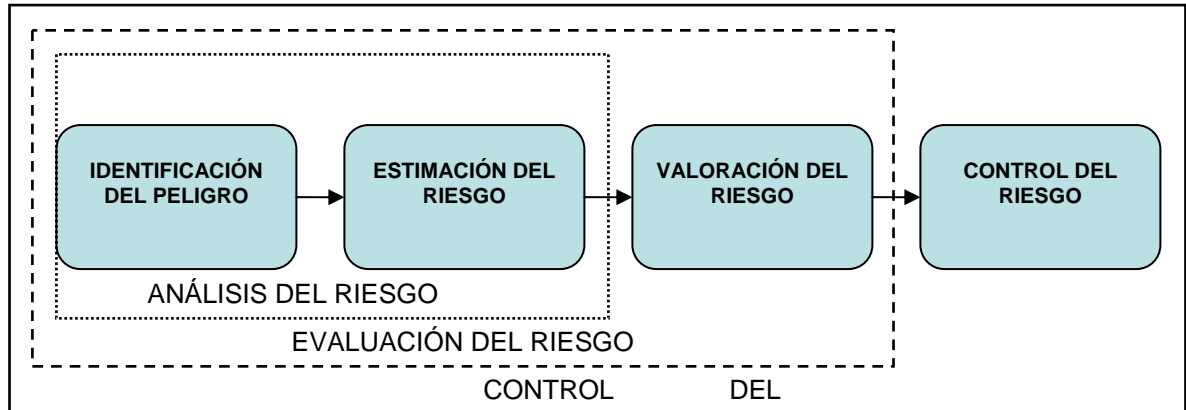 IDENTIFICACIÓN
DEL PELIGRO
ESTIMACIÓN DEL
RIESGO
VALORACIÓN DEL
RIESGO
CONTROL DEL
RIESGO
ANÁLISIS DEL RIESGO
EVALUACIÓN DEL RIESGO
CONTROL DEL